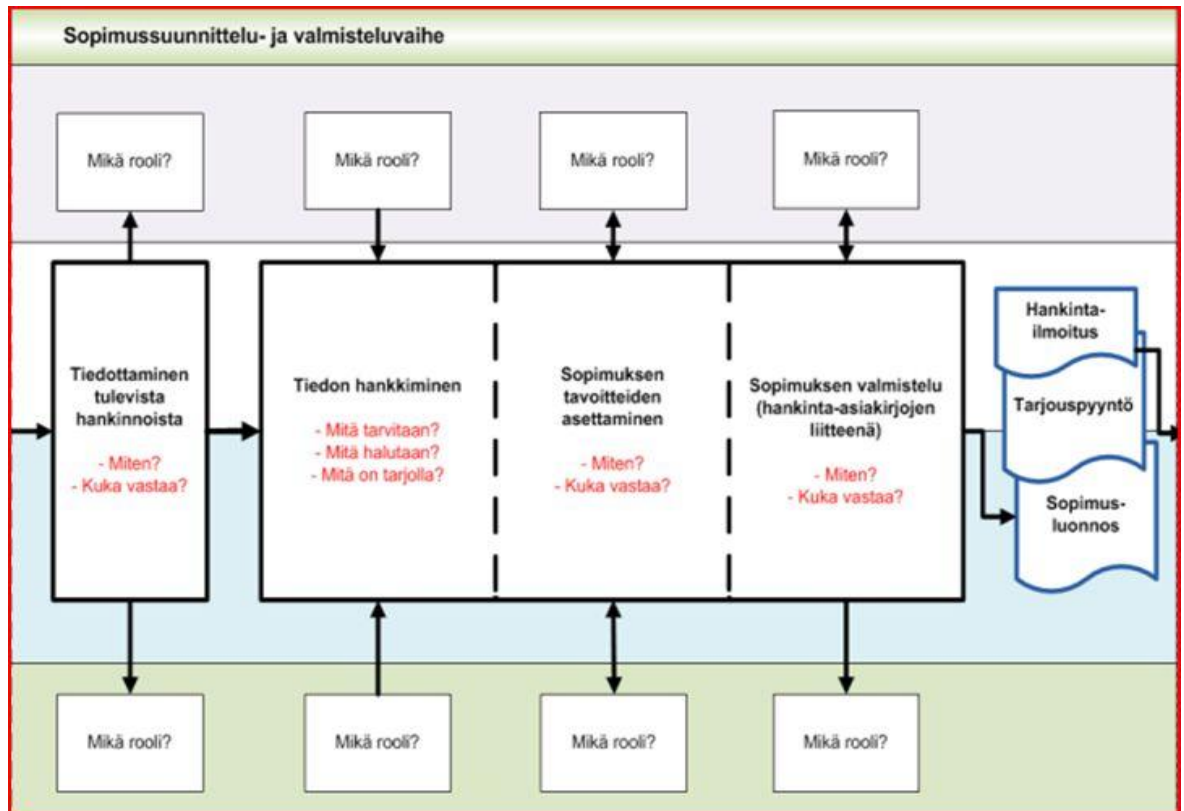 Sopimussuunnittelu- ja valmisteluvaihe
Mikä rooli?
Mikä rooli?
Mikä rooli?
Mikä rooli?
Tiedottaminen
tulevista
hankinnoista
- Miten?
- Kuka vastaa?
Tiedon hankkiminen
- Mitä tarvitaan?
- Mitä halutaan?
- Mitä on tarjolla?
Sopimuksen
tavoitteiden
asettaminen
- Miten?
- Kuka vastaa?
Sopimuksen valmistelu
(hankinta-asiakirjojen
liitteenä)
- Miten?
- Kuka vastaa?
Hankinta-
ilmoitus
Tarjouspyyntö
Sopimus-
luonnos
Mikä rooli?
Mikä rooli?
Mikä rooli?
Mikä rooli?